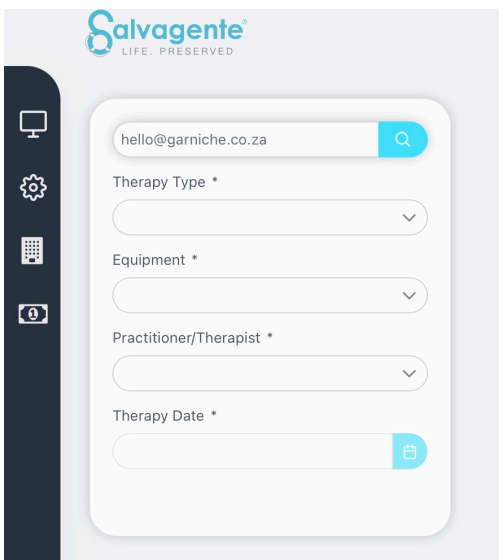 Salvagente®
LIFE. PRESERVED
hello@garniche.co.za
Therapy Type *
Equipment *
Practitioner/Therapist *
Therapy Date *